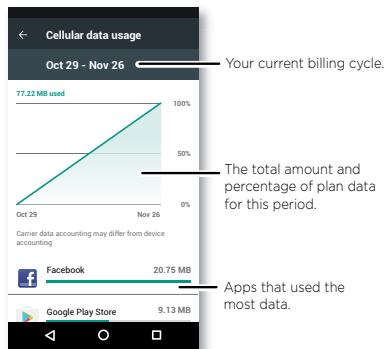 Cellular data usage
Oct 29 - Nov 26
Your current billing cycle.
77.22 MB used
100%
50%
The total amount and
percentage of plan data
for this period.
0%
Oct 29
Nov 26
Carrier data accounting may differ from device
accounting
Facebook
20.75 MB
Apps that used the
most data.
Google Play Store
9.13 MB